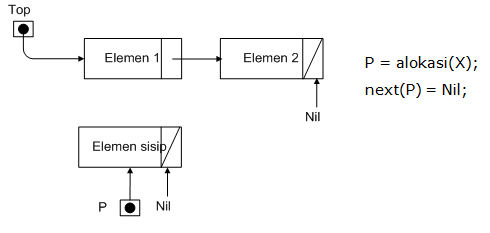 Top
Elemen 1
Elemen 2
P = alokasi(X);
next(P) = Nil;
Nil
Elemen sisip
P
Nil